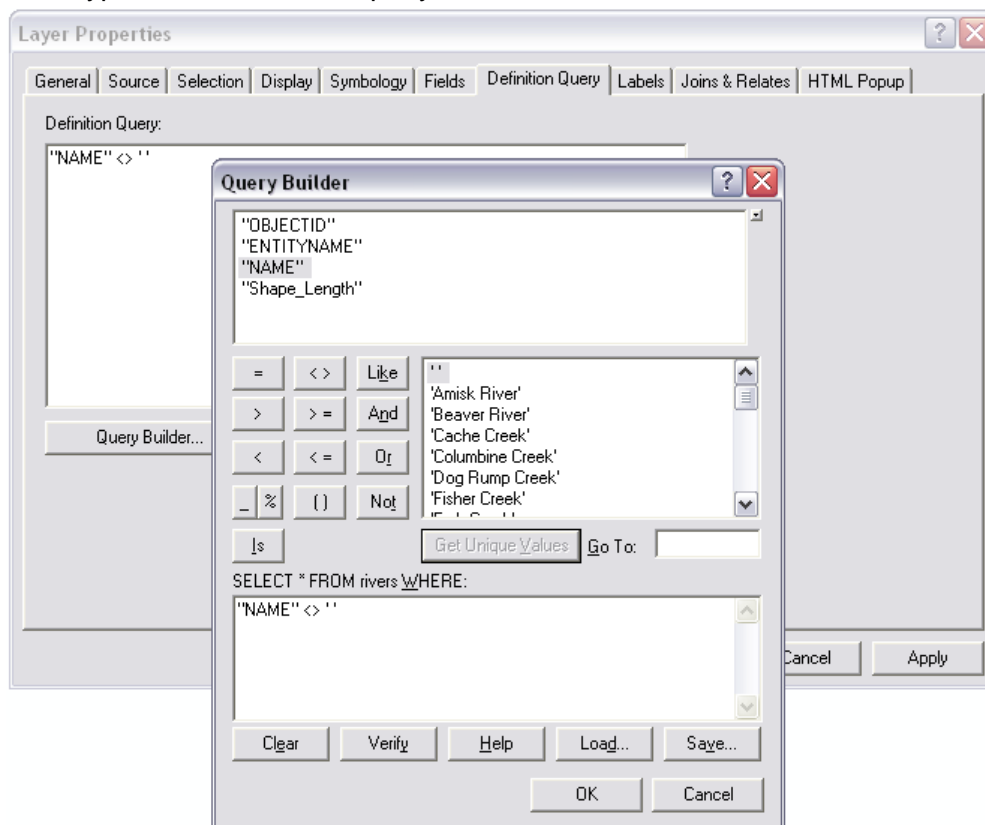 Layer Properties
General Source Selection Display Symbology Fields Definition Query Labels Joins & Relates HTML Popup
Definition Query:
"NAME" <> ''
Query Builder...
Cancel Apply
Query Builder
"OBJECTID"
"ENTITYNAME"
"NAME"
"Shape_Length"
= <> Like
> >= And
< <= Or
_ % () Not
Is
''
'Amisk River'
'Beaver River'
'Cache Creek'
'Columbine Creek'
'Dog Rump Creek'
'Fisher Creek'
Get Unique Values Go To:
SELECT * FROM rivers WHERE:
"NAME" <> ''
Clear Verify Help Load... Save...
OK Cancel